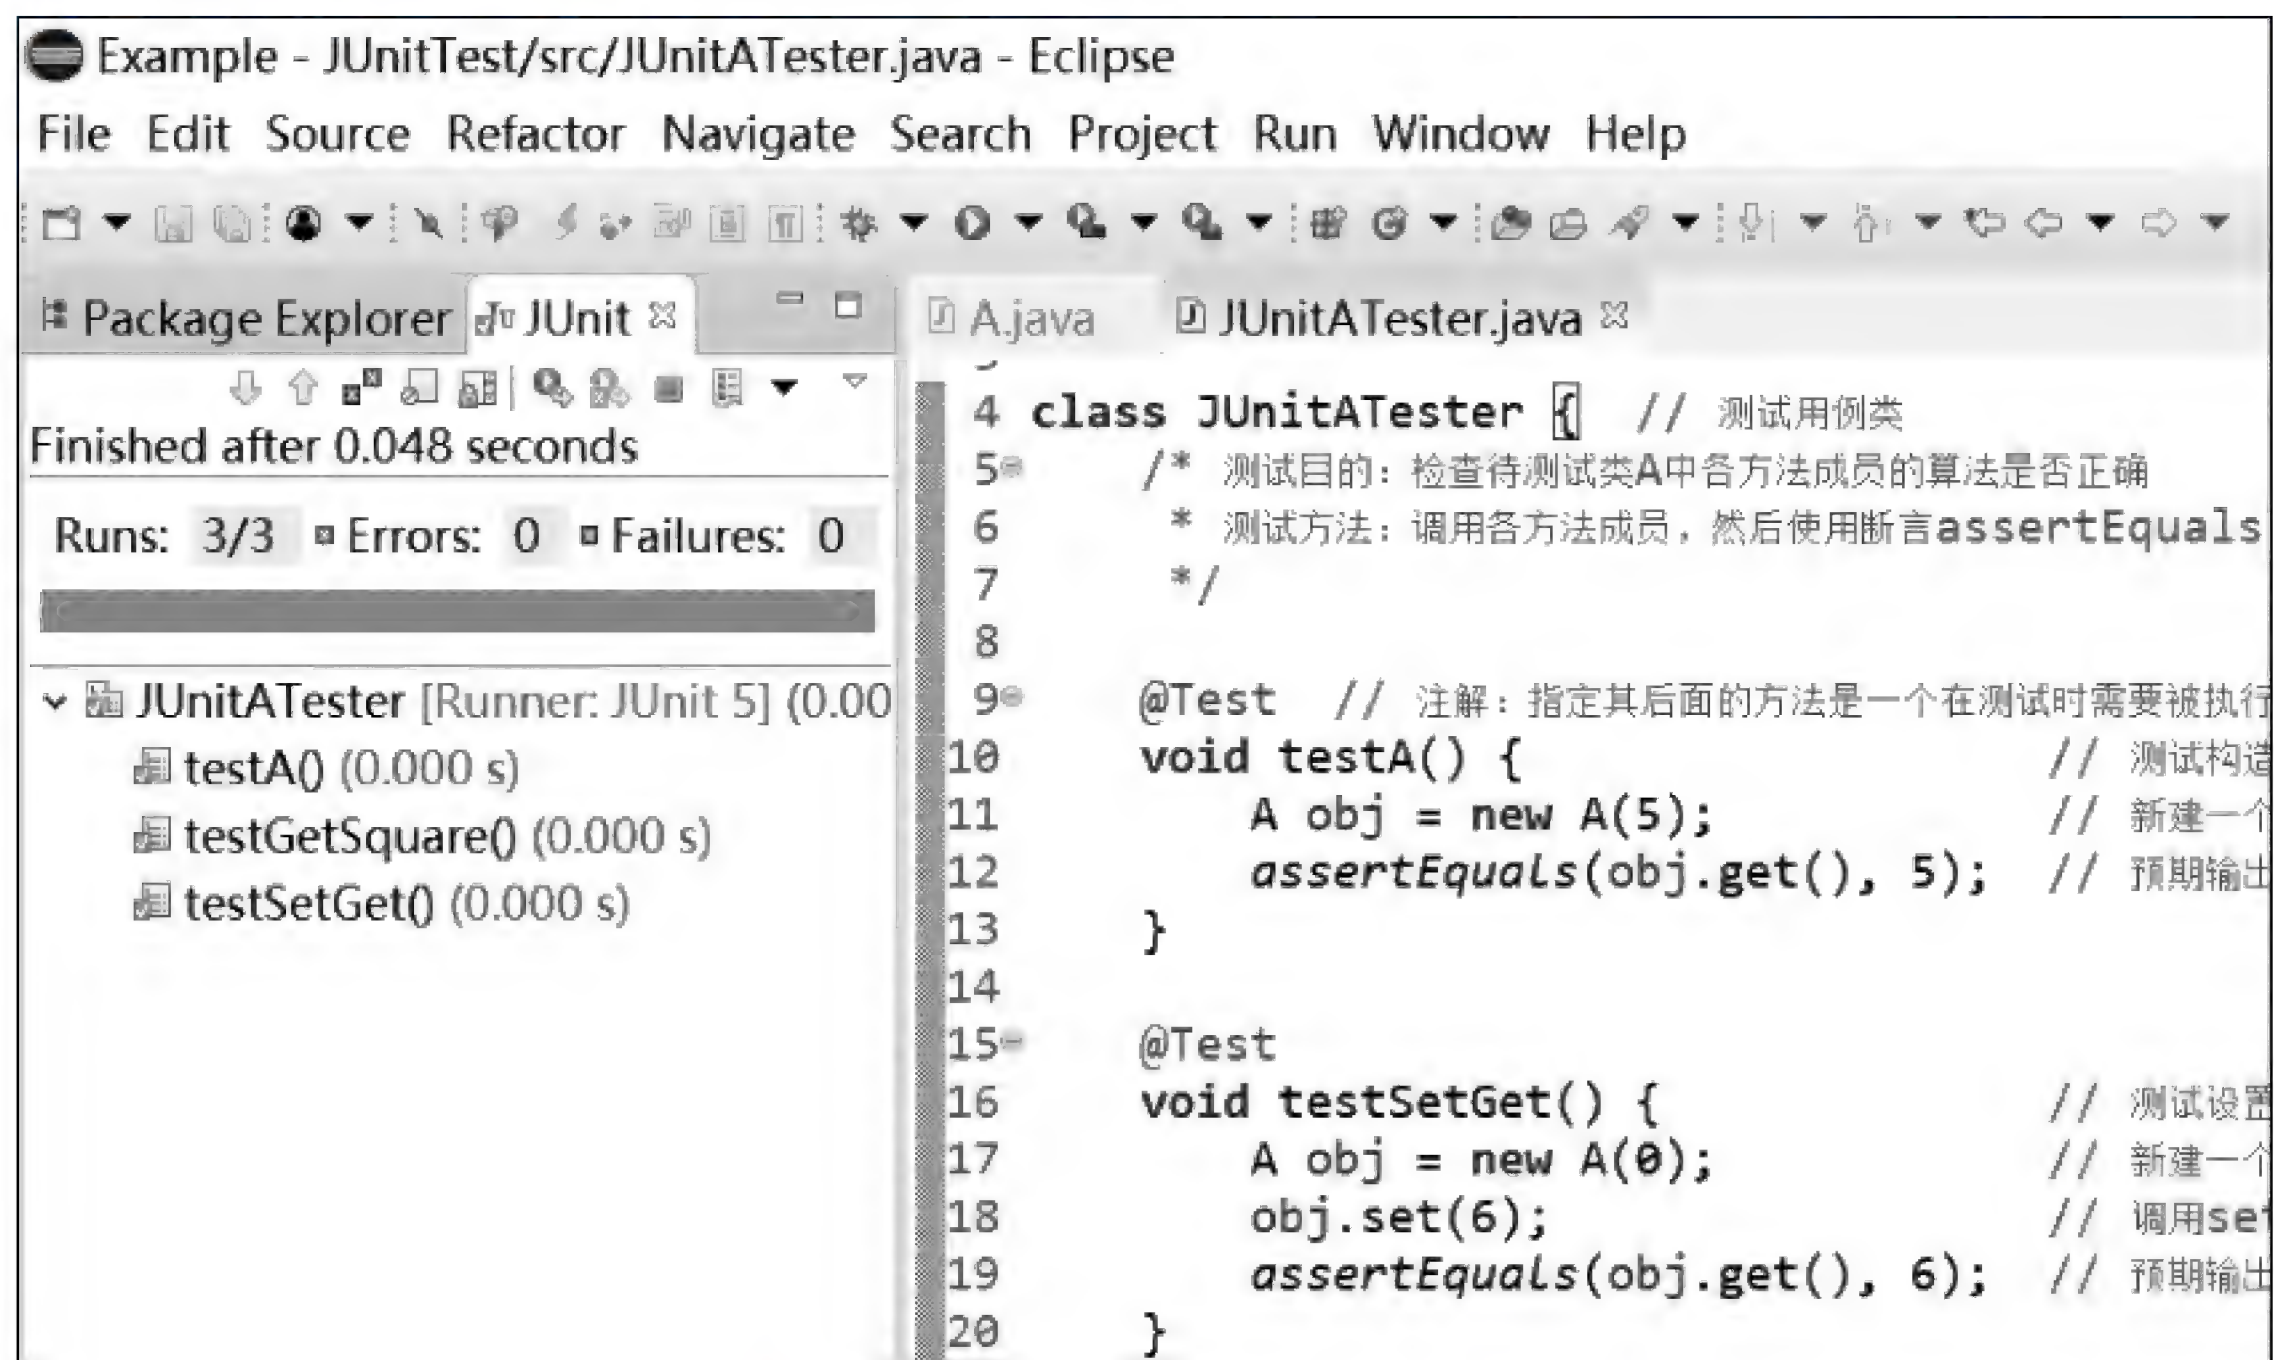 Example - JUnitTest/src/JUnitATester.java - Eclipse
File Edit Source Refactor Navigate Search Project Run Window Help
Package Explorer JUnit
Finished after 0.048 seconds
Runs: 3/3 Errors: 0 Failures: 0
JUnitATester [Runner: JUnit 5] (0.00
testA() (0.000 s)
testGetSquare() (0.000 s)
testSetGet() (0.000 s)
A.java JUnitATester.java
4 class JUnitATester { // 测试用例类
5 /* 测试目的：检查待测试类A中各方法成员的算法是否正确
6 * 测试方法：调用各方法成员，然后使用断言assertEquals
7 */
8
9 @Test // 注解：指定其后面的方法是一个在测试时需要被执行
10 void testA() { // 测试构造
11 A obj = new A(5); // 新建一个
12 assertEquals(obj.get(), 5); // 预期输出
13 }
14
15 @Test
16 void testSetGet() { // 测试设置
17 A obj = new A(0); // 新建一个
18 obj.set(6); // 调用set
19 assertEquals(obj.get(), 6); // 预期输出
20 }